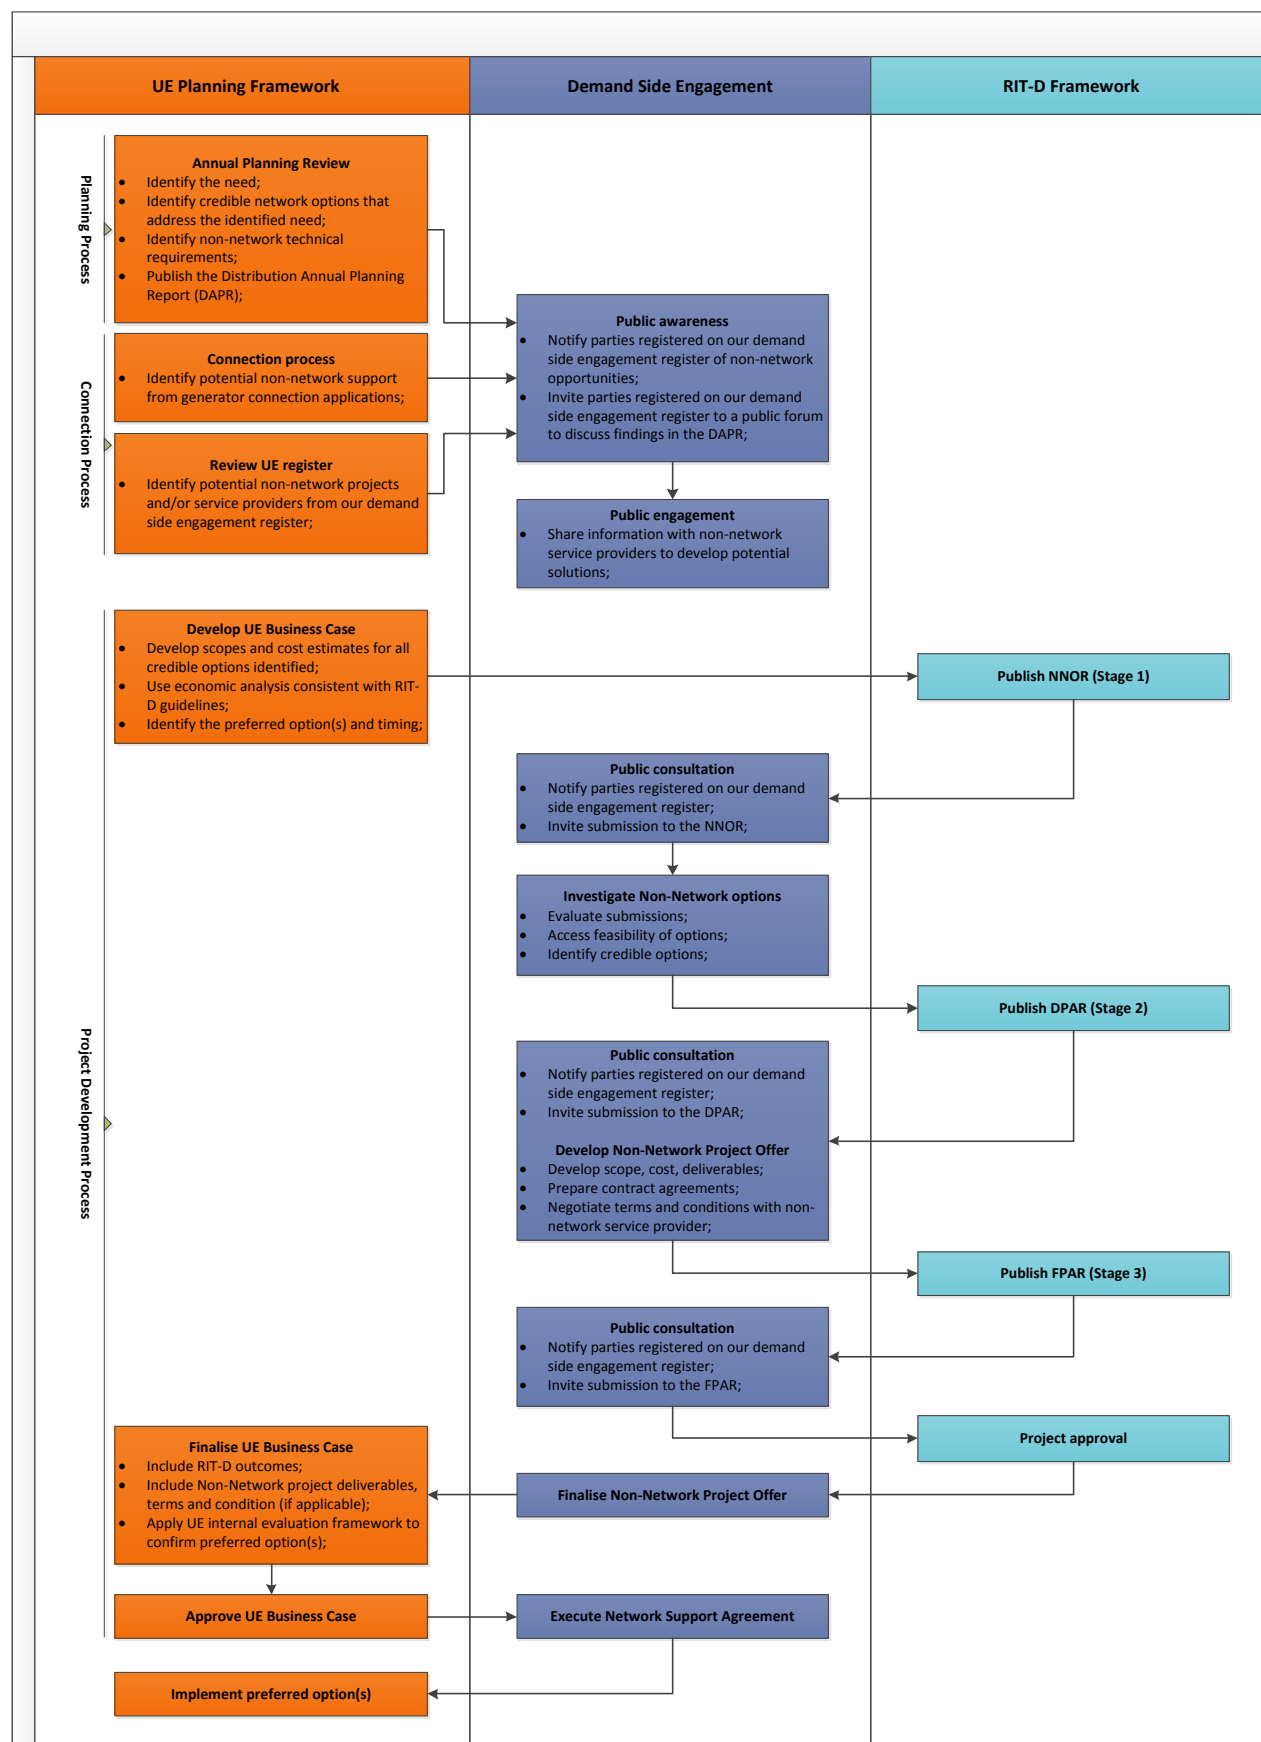 UE Planning Framework
Demand Side Engagement
RIT-D Framework
Planning Process
Annual Planning Review
• Identify the need;
• Identify credible network options that
address the identified need;
• Identify non-network technical
requirements;
• Publish the Distribution Annual Planning
Report (DAPR);
Public awareness
• Notify parties registered on our demand
side engagement register of non-network
opportunities;
• Invite parties registered on our demand
side engagement register to a public forum
to discuss findings in the DAPR;
Connection Process
Connection process
• Identify potential non-network support
from generator connection applications;
Review UE register
• Identify potential non-network projects
and/or service providers from our demand
side engagement register;
Public engagement
• Share information with non-network
service providers to develop potential
solutions;
Project Development Process
Develop UE Business Case
• Develop scopes and cost estimates for all
credible options identified;
• Use economic analysis consistent with RIT-
D guidelines;
• Identify the preferred option(s) and timing;
Publish NNOR (Stage 1)
Public consultation
• Notify parties registered on our demand
side engagement register;
• Invite submission to the NNOR;
Investigate Non-Network options
• Evaluate submissions;
• Access feasibility of options;
• Identify credible options;
Publish DPAR (Stage 2)
Public consultation
• Notify parties registered on our demand
side engagement register;
• Invite submission to the DPAR;
Develop Non-Network Project Offer
• Develop scope, cost, deliverables;
• Prepare contract agreements;
• Negotiate terms and conditions with non-
network service provider;
Publish FPAR (Stage 3)
Public consultation
• Notify parties registered on our demand
side engagement register;
• Invite submission to the FPAR;
Project approval
Finalise UE Business Case
• Include RIT-D outcomes;
• Include Non-Network project deliverables,
terms and condition (if applicable);
• Apply UE internal evaluation framework to
confirm preferred option(s);
Finalise Non-Network Project Offer
Approve UE Business Case
Execute Network Support Agreement
Implement preferred option(s)